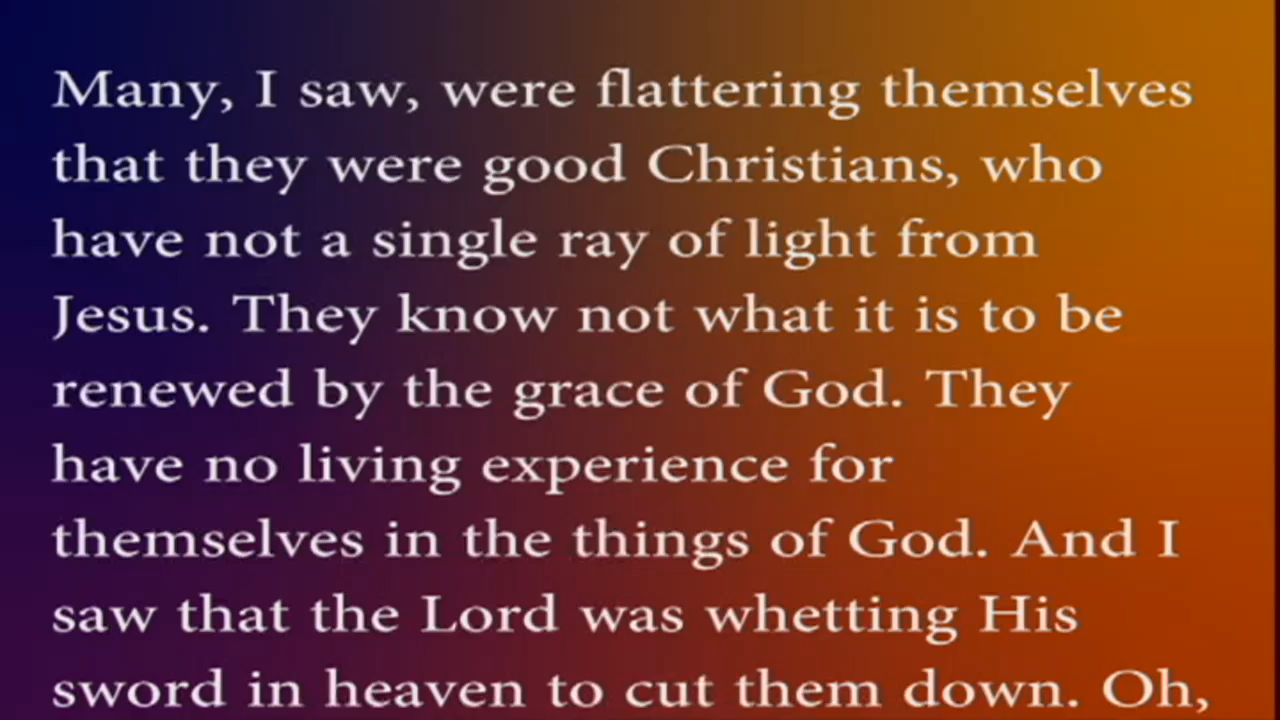 Many, I saw, were flattering themselves
that they were good Christians, who
have not a single ray of light from
Jesus. They know not what it is to be
renewed by the grace of God. They
have no living experience for
themselves in the things of God. And I
saw that the Lord was whetting His
sword in heaven to cut them down. Oh,